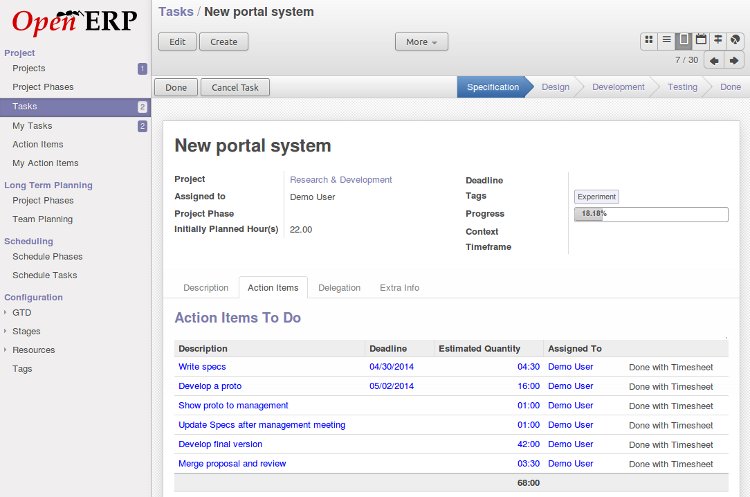 Open ERP
Project
Projects 1
Project Phases
Tasks 2
My Tasks 2
Action Items
My Action Items
Long Term Planning
Project Phases
Team Planning
Scheduling
Schedule Phases
Schedule Tasks
Configuration
GTD
Stages
Resources
Tags
Tasks / New portal system
Edit Create More
7 / 30
Done Cancel Task Specification Design Development Testing Done
New portal system
Project Research & Development
Assigned to Demo User
Project Phase
Initially Planned Hour(s) 22.00
Deadline
Tags Experiment
Progress 18.18%
Context
Timeframe
Description Action Items Delegation Extra Info
Action Items To Do
Description Deadline Estimated Quantity Assigned To
Write specs 04/30/2014 04:30 Demo User Done with Timesheet
Develop a proto 05/02/2014 16:00 Demo User Done with Timesheet
Show proto to management 01:00 Demo User Done with Timesheet
Update Specs after management meeting 01:00 Demo User Done with Timesheet
Develop final version 42:00 Demo User Done with Timesheet
Merge proposal and review 03:30 Demo User Done with Timesheet
68:00